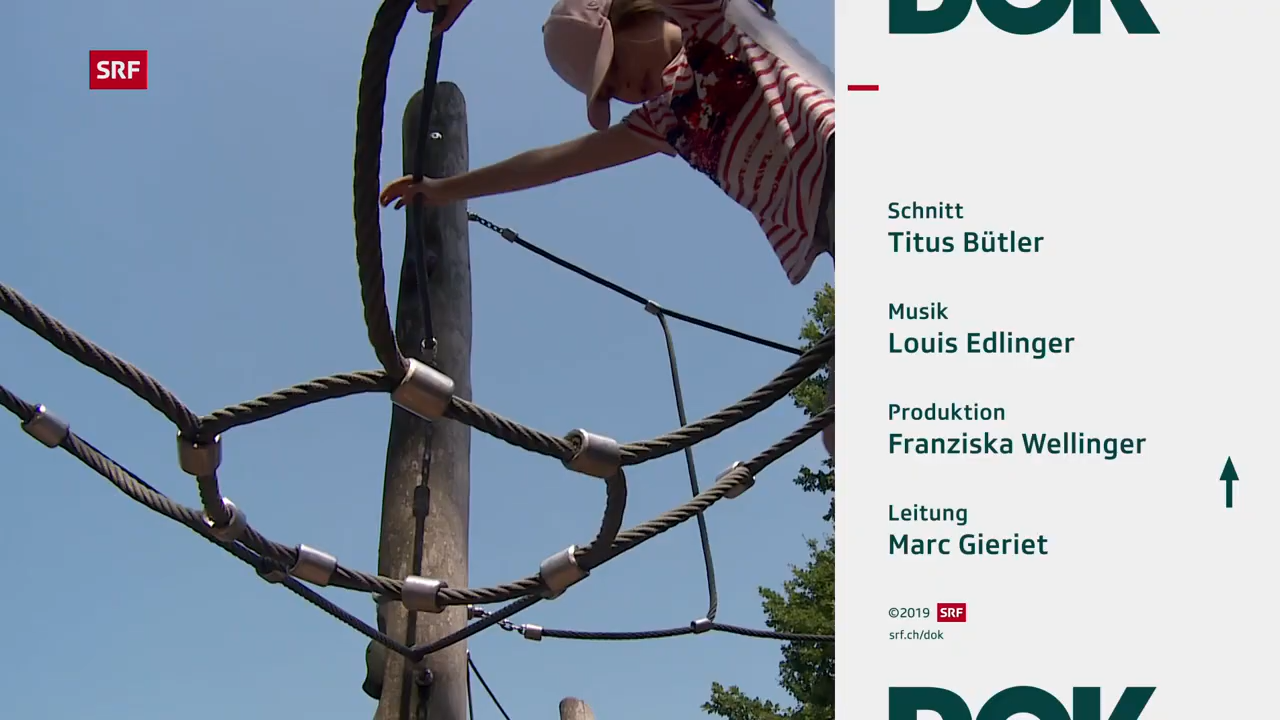 SRF
DOK
Schnitt
Titus Bütler
Musik
Louis Edlinger
Produktion
Franziska Wellinger
Leitung
Marc Gieriet
©2019 SRF
srf.ch/dok
DOK